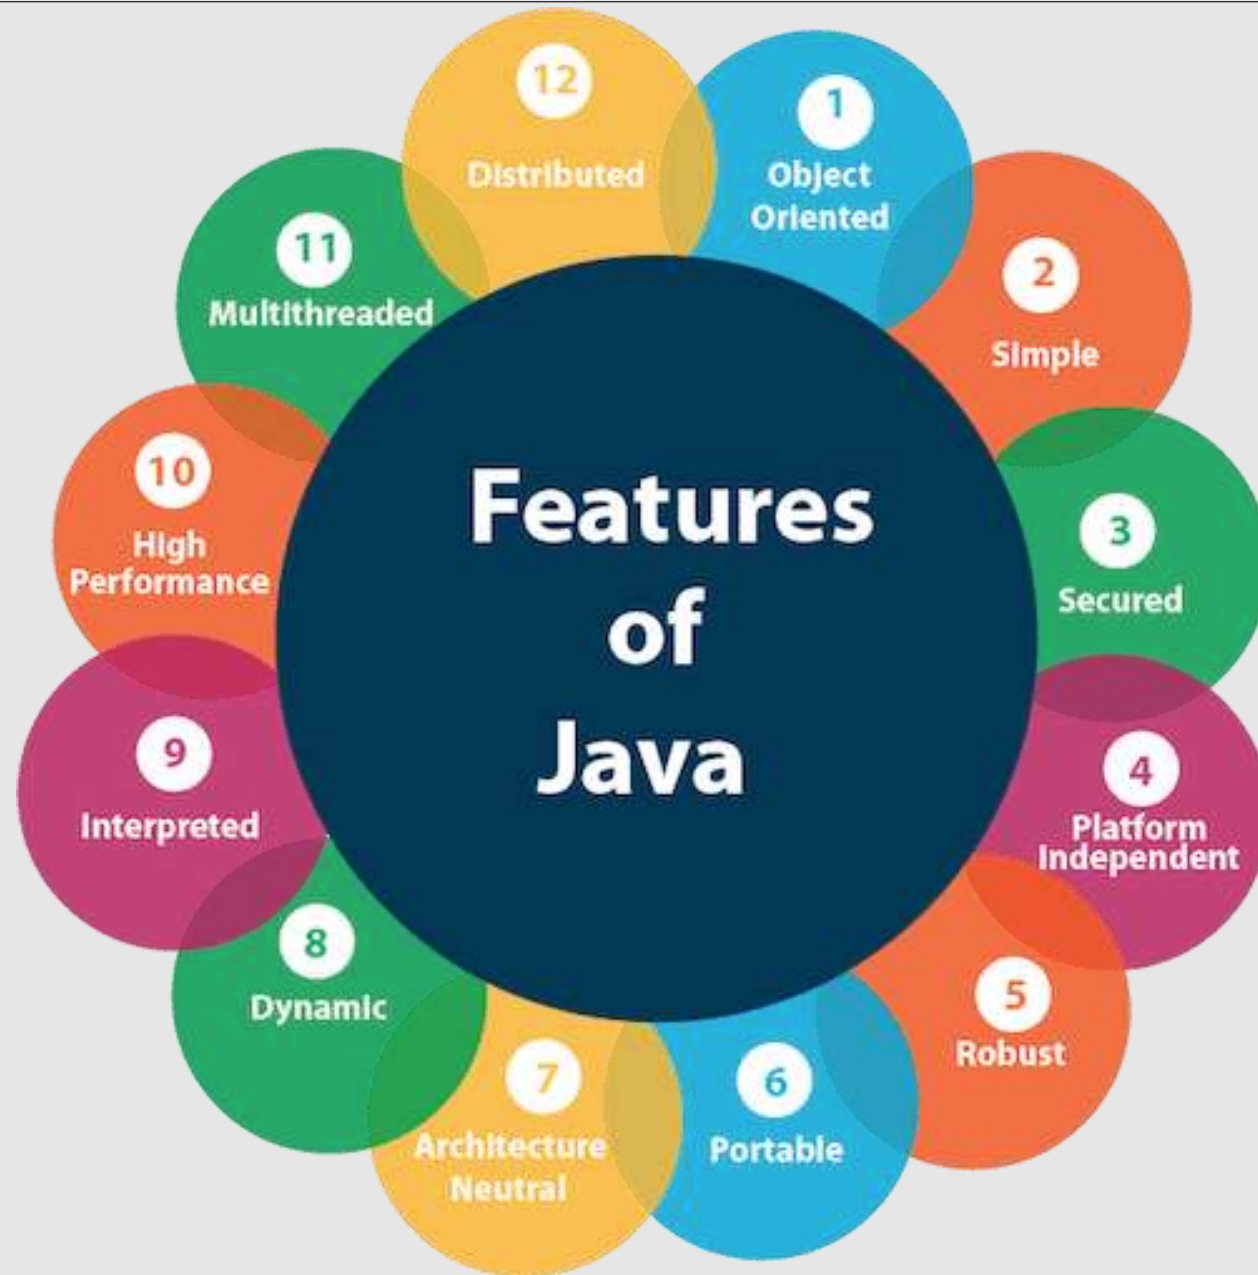 Features
of
Java
1
Object
Oriented
2
Simple
3
Secured
4
Platform
Independent
5
Robust
6
Portable
7
Architecture
Neutral
8
Dynamic
9
Interpreted
10
High
Performance
11
Multithreaded
12
Distributed